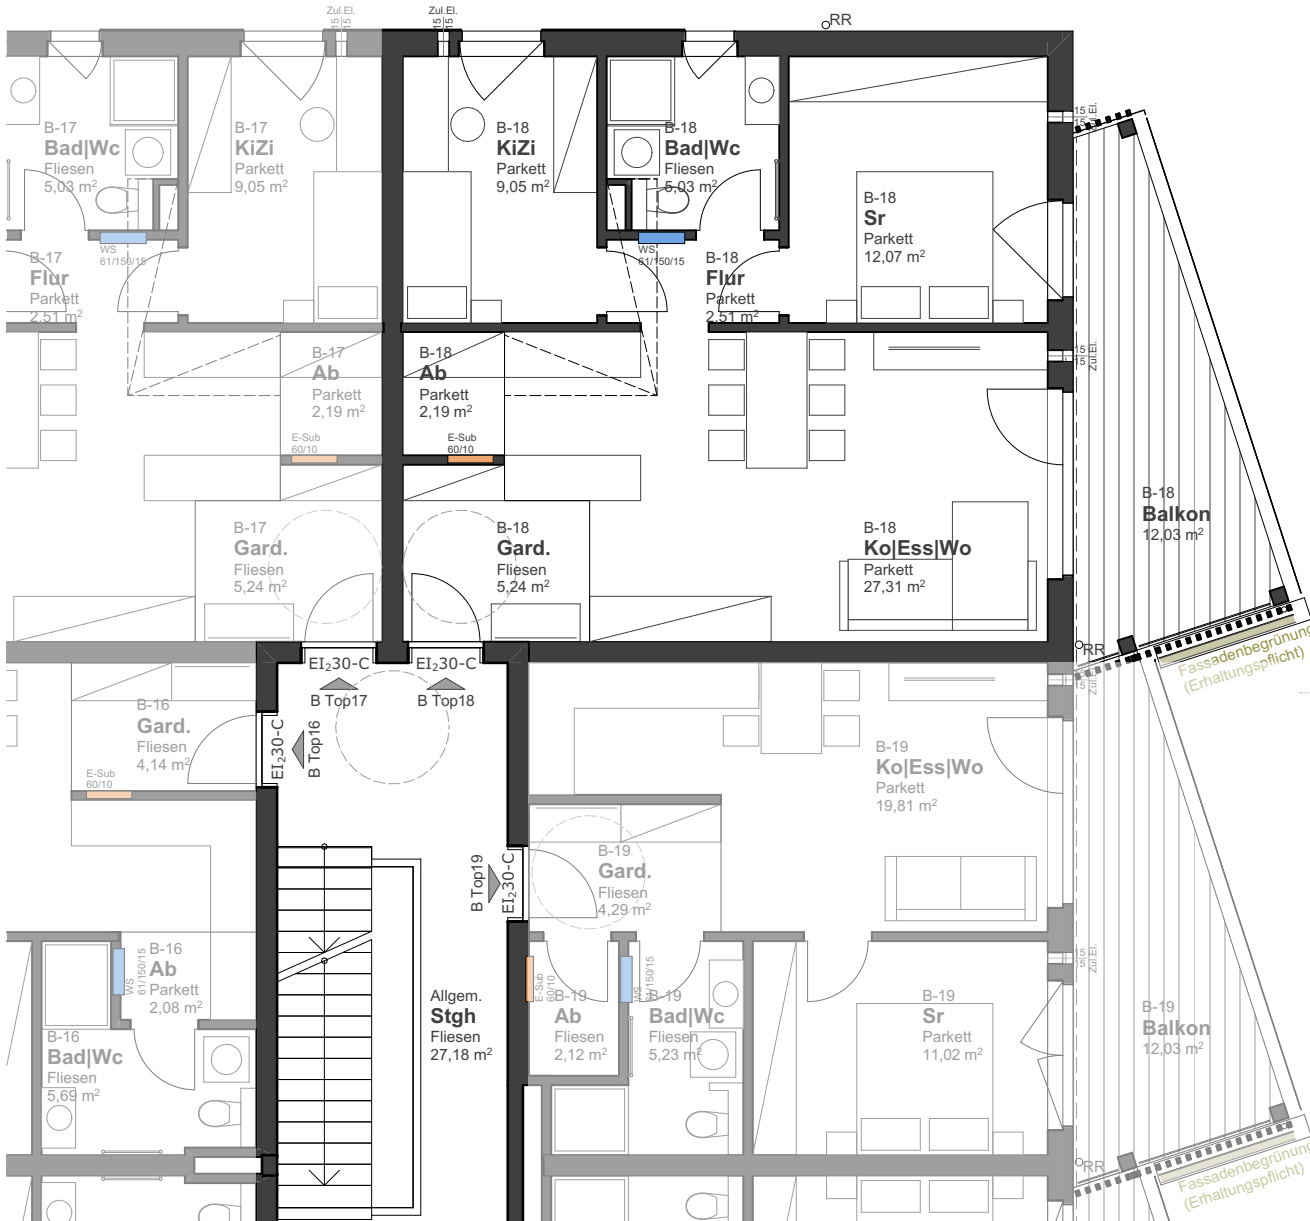 Zul.El.
15
15
Zul.El.
15
15
RR
B-17
Bad|Wc
Fliesen
5,03 m²
B-17
KiZi
Parkett
9,05 m²
B-18
KiZi
Parkett
9,05 m²
B-18
Bad|Wc
Fliesen
5,03 m²
B-18
Sr
Parkett
12,07 m²
15
15
Zul.El.
WS
61/150/15
WS
61/150/15
B-17
Flur
Parkett
2,51 m²
B-18
Flur
Parkett
2,51 m²
B-17
Ab
Parkett
2,19 m²
B-18
Ab
Parkett
2,19 m²
15
15
Zul.El.
E-Sub
60/10
E-Sub
60/10
B-17
Gard.
Fliesen
5,24 m²
B-18
Gard.
Fliesen
5,24 m²
B-18
Ko|Ess|Wo
Parkett
27,31 m²
B-18
Balkon
12,03 m²
EI₂30-C
EI₂30-C
B Top17
B Top18
RR
Fassadenbegrünung
(Erhaltungspflicht)
15
15
Zul.El.
B-16
Gard.
Fliesen
4,14 m²
EI₂30-C
B Top16
E-Sub
60/10
B-19
Ko|Ess|Wo
Parkett
19,81 m²
B Top19
EI₂30-C
B-19
Gard.
Fliesen
4,29 m²
B-16
Ab
Parkett
2,08 m²
WS
61/150/15
Allgem.
Stgh
Fliesen
27,18 m²
E-Sub
60/10
B-19
Ab
Fliesen
2,12 m²
WS
61/150/15
B-19
Bad|Wc
Fliesen
5,23 m²
B-19
Sr
Parkett
11,02 m²
15
15
Zul.El.
B-19
Balkon
12,03 m²
B-16
Bad|Wc
Fliesen
5,69 m²
RR
Fassadenbegrünung
(Erhaltungspflicht)